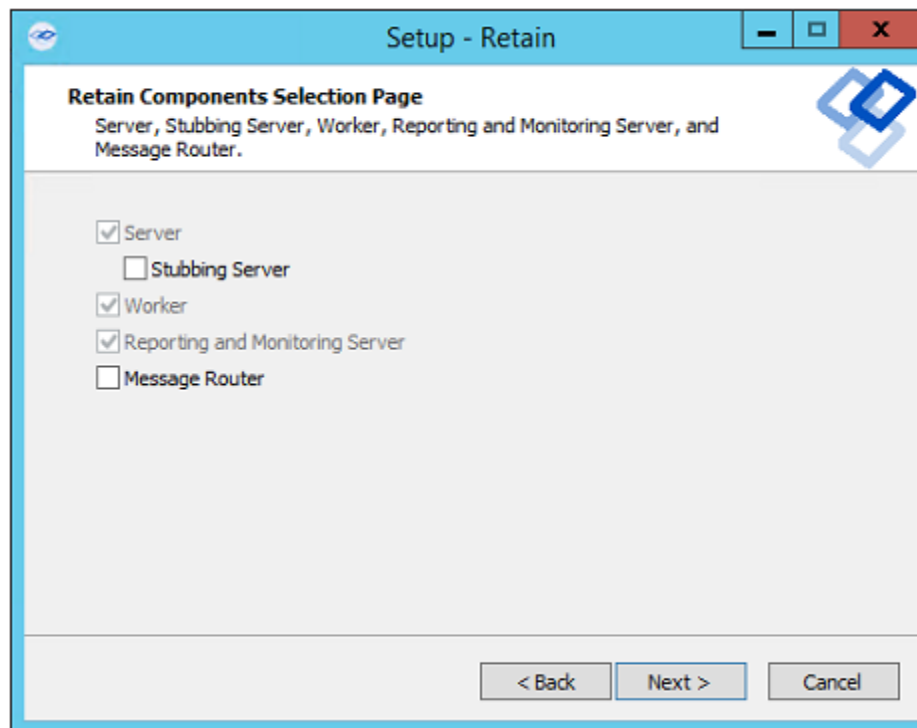 Setup - Retain
Retain Components Selection Page
Server, Stubbing Server, Worker, Reporting and Monitoring Server, and
Message Router.
Server
Stubbing Server
Worker
Reporting and Monitoring Server
Message Router
< Back Next > Cancel